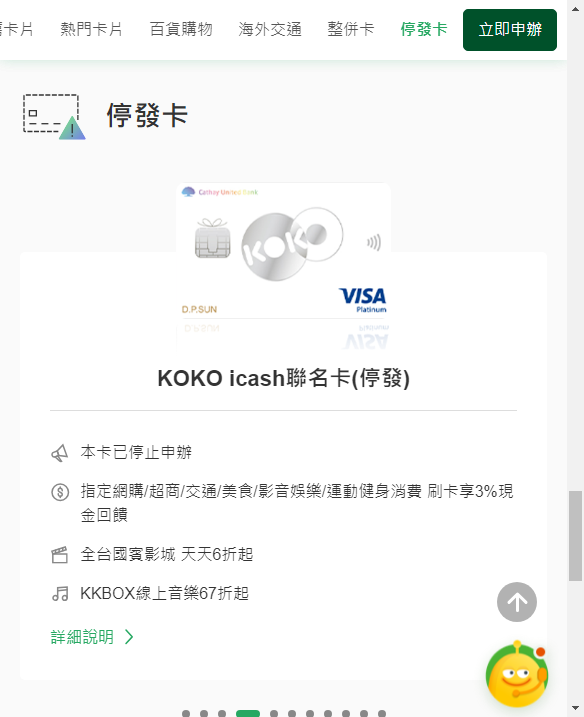 卡片 熱門卡片 百貨購物 海外交通 整併卡 停發卡 立即申辦
停發卡
Cathay United Bank
KOKO
D.P.SUN
VISA
Platinum
KOKO icash聯名卡(停發)
本卡已停止申辦
指定網購/超商/交通/美食/影音娛樂/運動健身消費 刷卡享3%現
金回饋
全台國賓影城 天天6折起
KKBOX線上音樂67折起
詳細說明